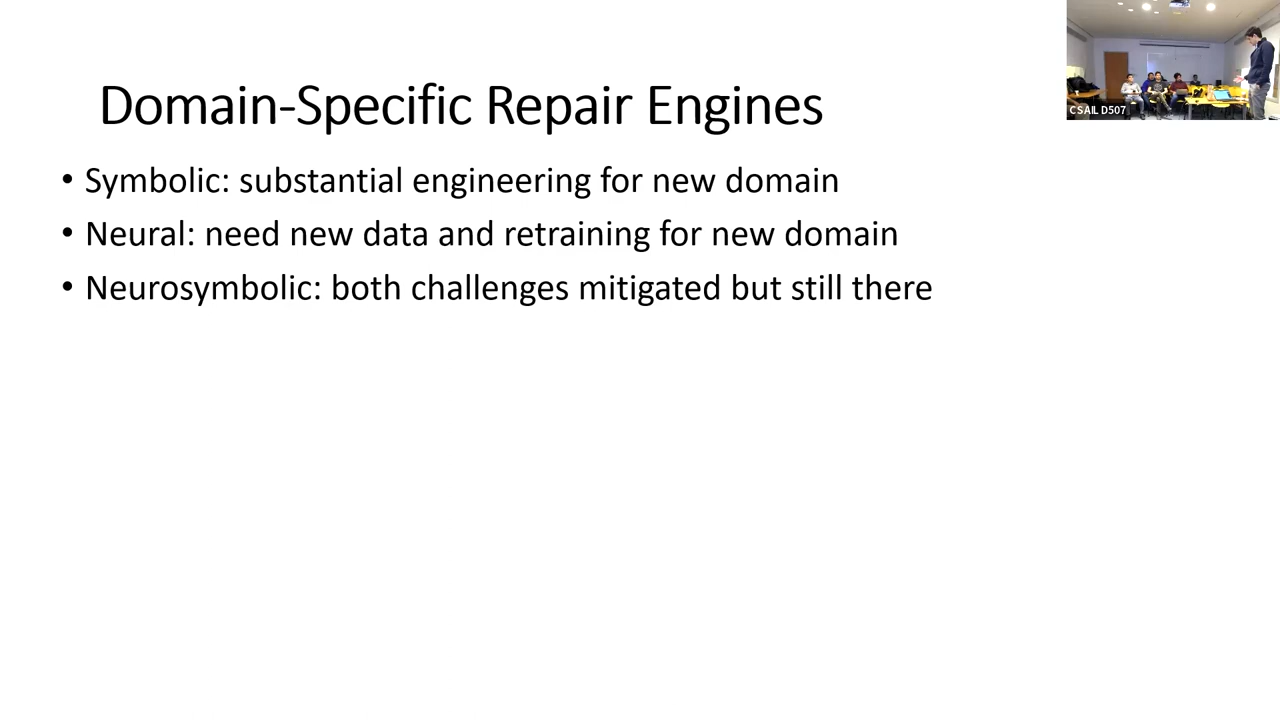 Domain-Specific Repair Engines
• Symbolic: substantial engineering for new domain
• Neural: need new data and retraining for new domain
• Neurosymbolic: both challenges mitigated but still there
CSAIL D507